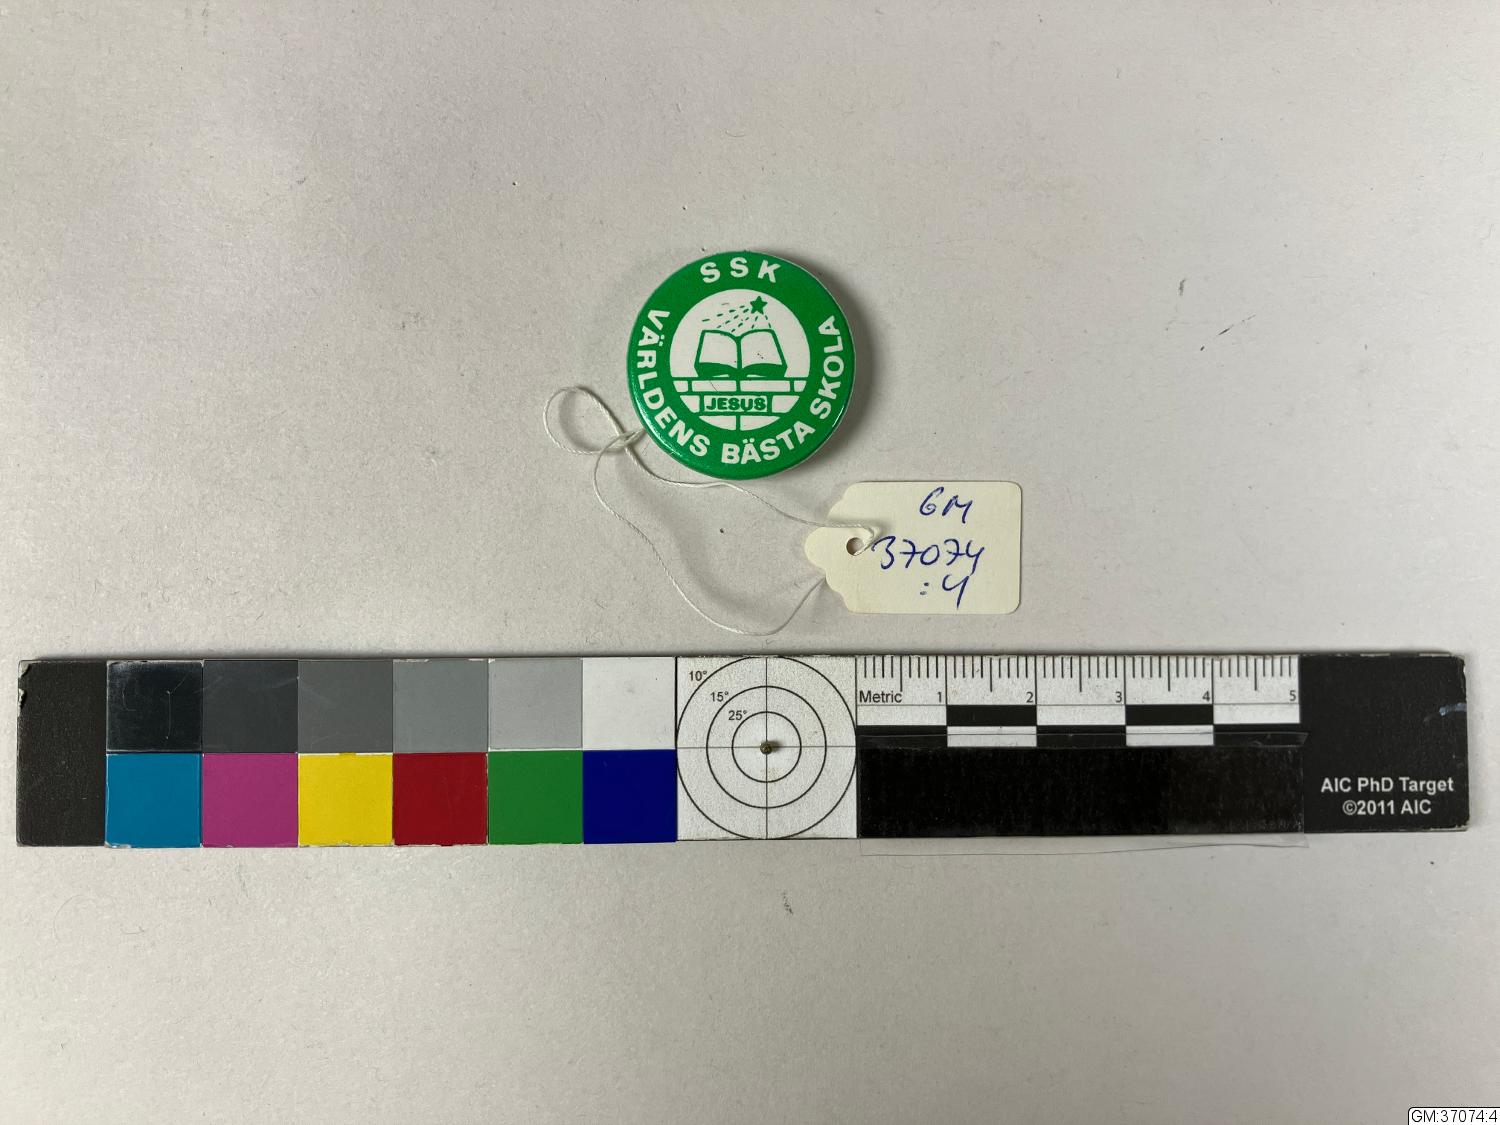 SSK
VÄRLDENS BÄSTA SKOLA
JESUS
GM
37074
:4
10°
15°
25°
Metric 1 2 3 4 5
AIC PhD Target
©2011 AIC
GM:37074:4